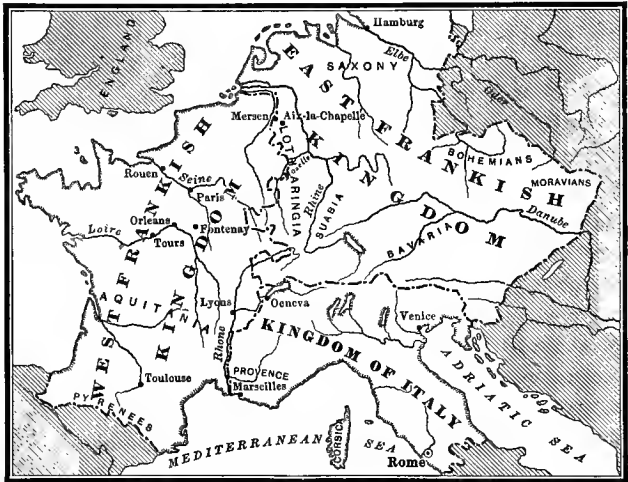 Hamburg
ENGLAND
Elbe
SAXONY
Oder
EAST FRANKISH KINGDOM
Mersen
Aix-la-Chapelle
LOTHARINGIA
Moselle
BOHEMIANS
MORAVIANS
Rouen
Seine
Paris
Rhine
SUABIA
Danube
BAVARIA
Orleans
Fontenay
?
Loire
Tours
WEST FRANKISH KINGDOM
AQUITANIA
Lyons
Geneva
Venice
Rhone
KINGDOM OF ITALY
PROVENCE
Toulouse
Marseilles
PYRENEES
ADRIATIC SEA
MEDITERRANEAN SEA
CORSICA
Rome